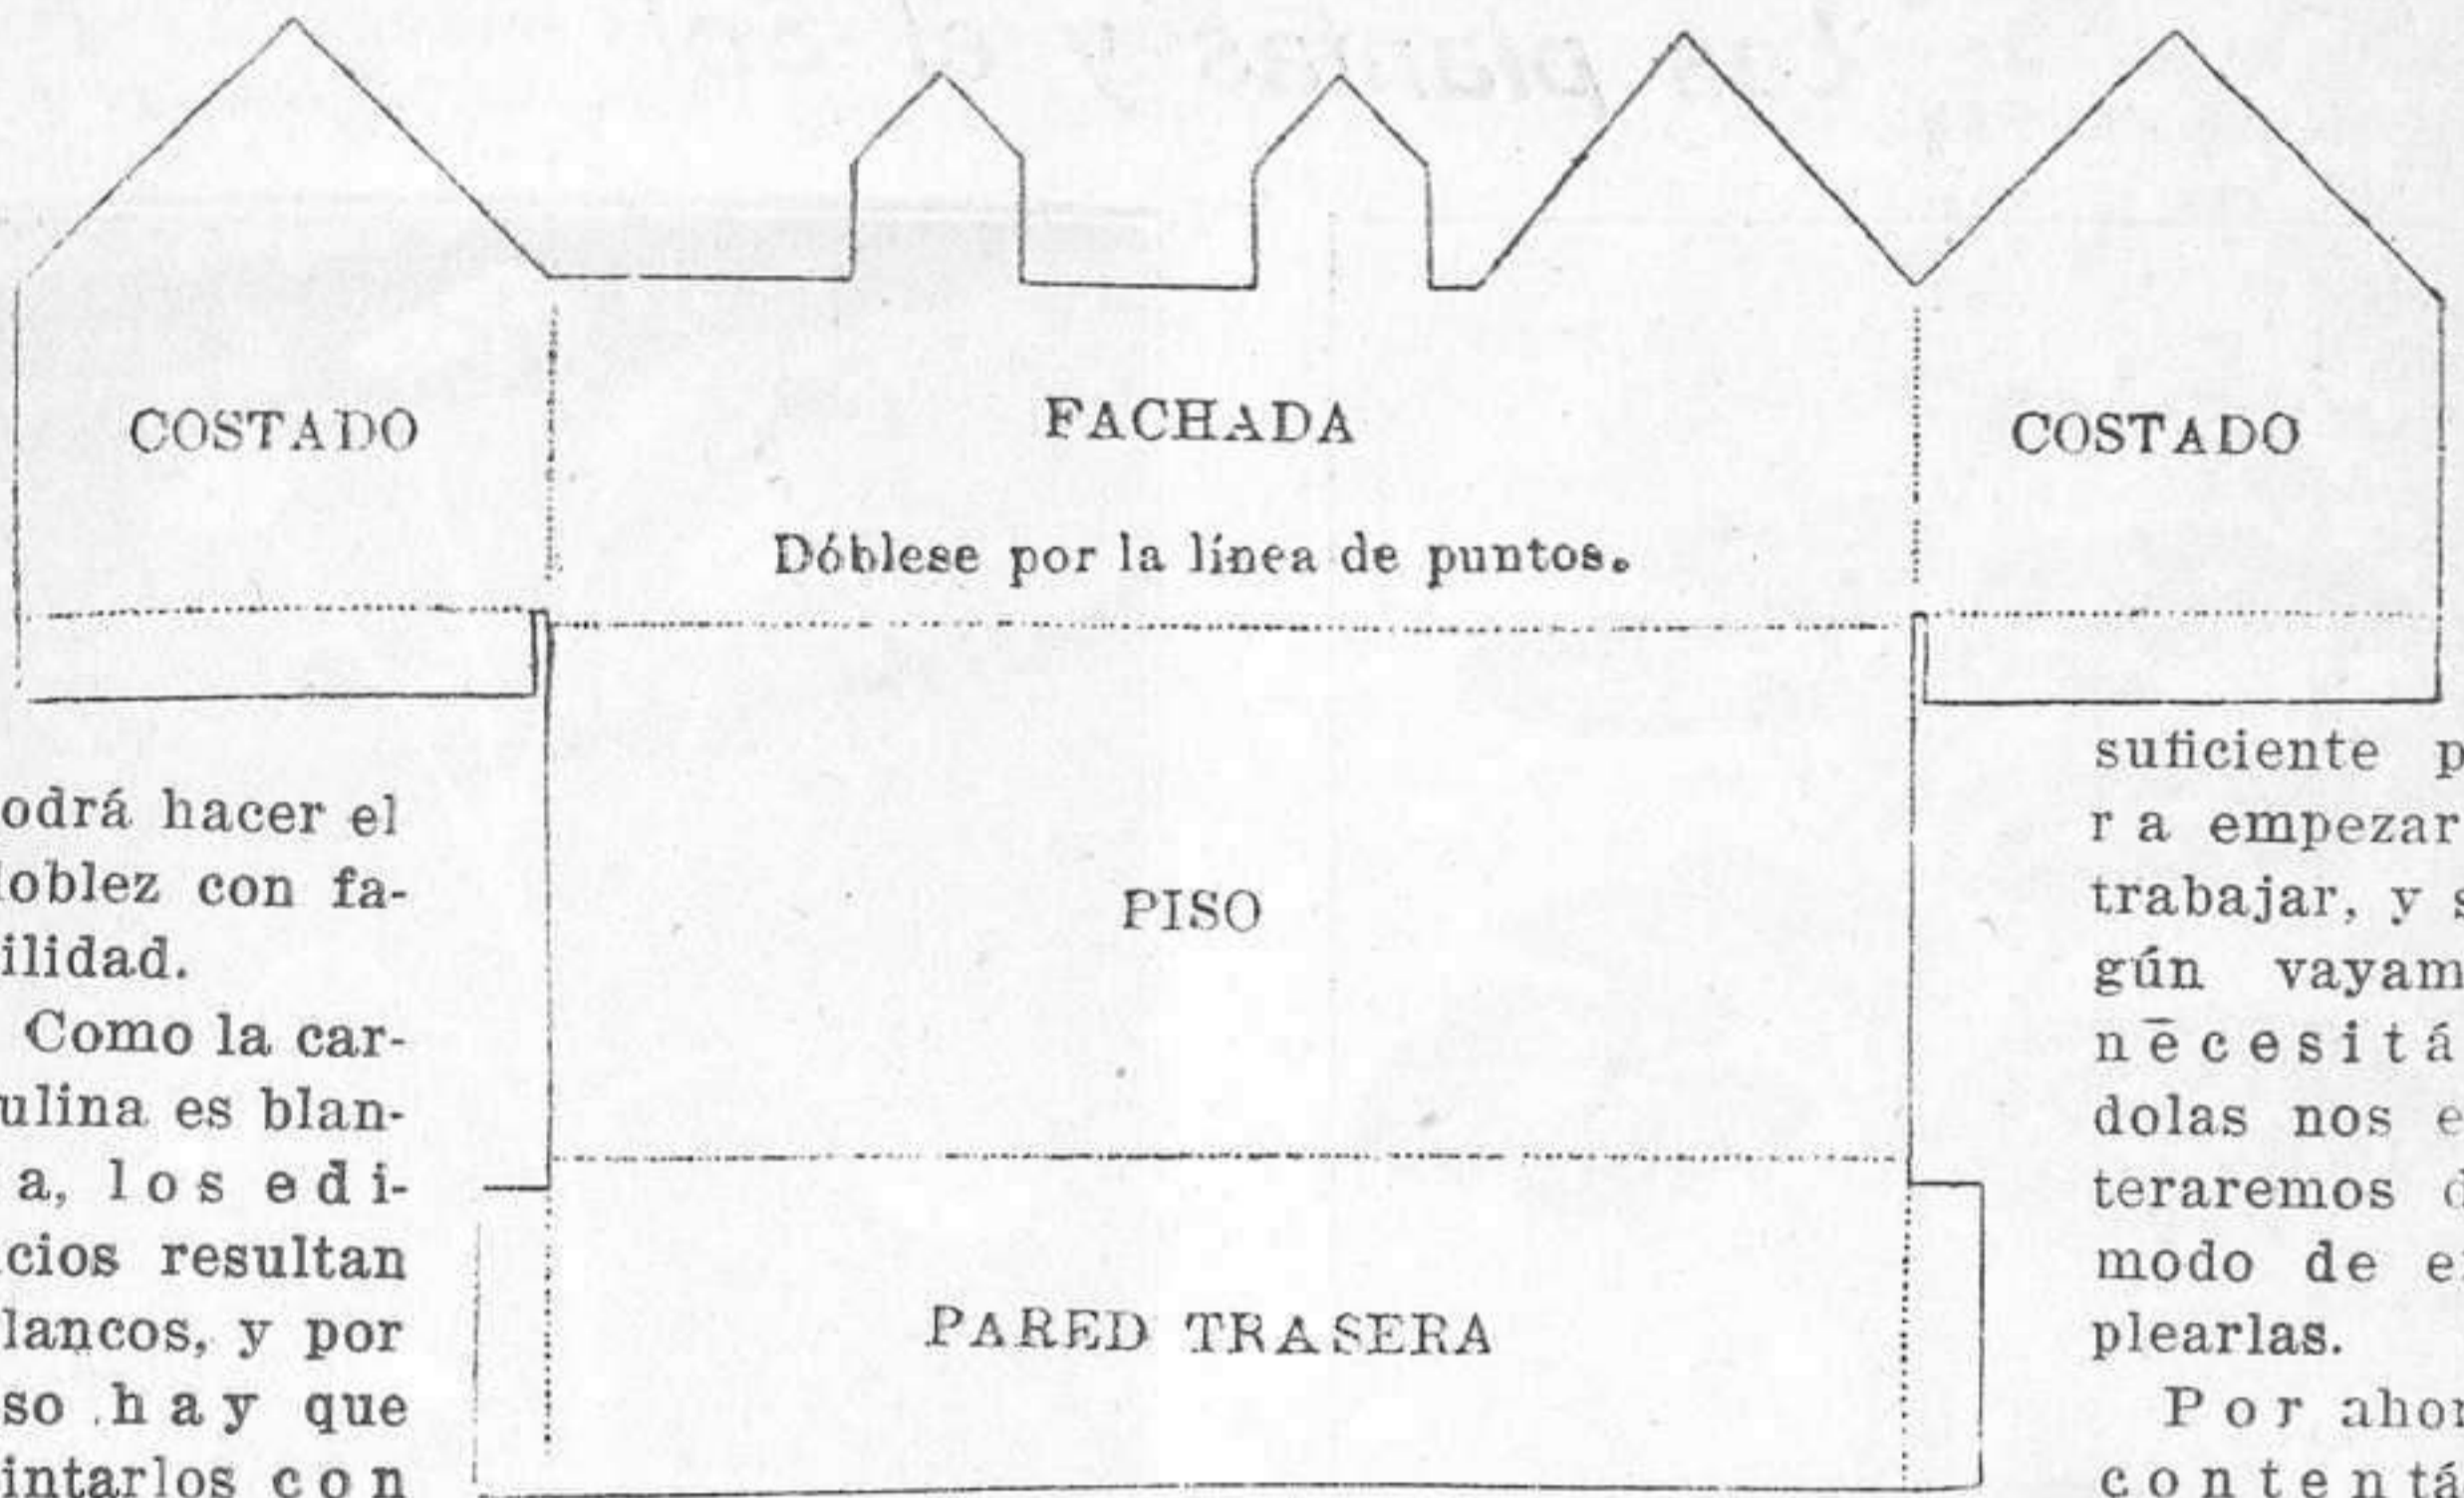 COSTADO
FACHADA
COSTADO
Dóblese por la línea de puntos.
PISO
PARED TRASERA
odrá hacer el
loblez con fa-
ilidad.
Como la car-
ulina es blan-
a, los edi-
cios resultan
lancos, y por
so hay que
intarlos con
suficiente p
ra empezar
trabajar, y s
gún vayam
necesitá
dolas nos e
teraremos d
modo de e
plearlas.
Por ahor
contentá